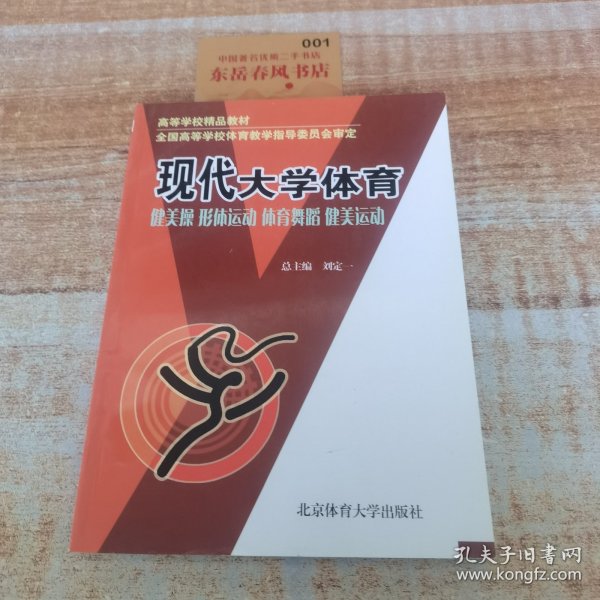 001
中国著名优质二手书店
东岳春风书店
高等学校精品教材
全国高等学校体育教学指导委员会审定
现代大学体育
健美操 形体运动 体育舞蹈 健美运动
总主编 刘定一
北京体育大学出版社
孔夫子旧书网
www.kongfz.com